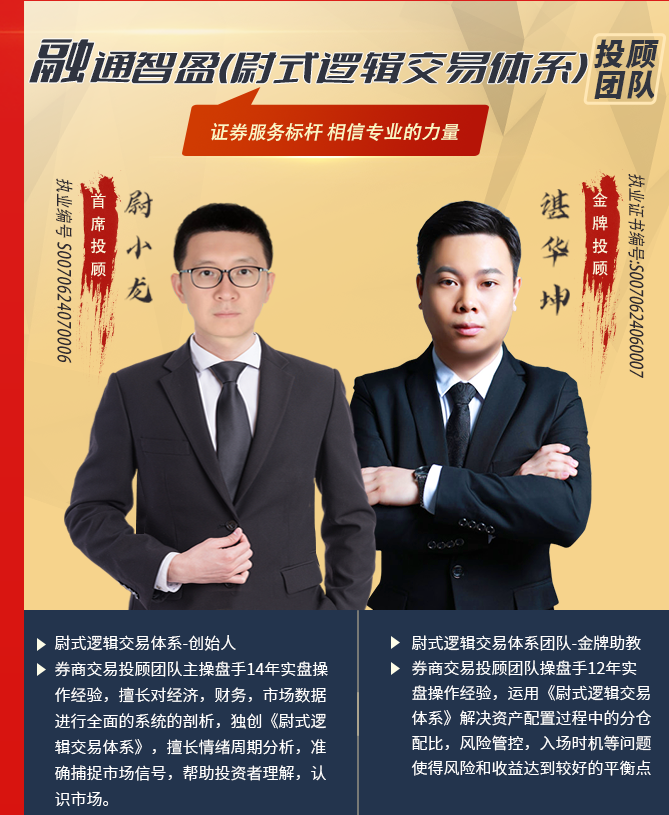 融通智盈(尉式逻辑交易体系)
投顾
团队
证券服务标杆 相信专业的力量
执业编号 S0070624070006
首席投顾
尉小龙
湛华坤
金牌投顾
执业证书编号:S0070624060007
尉式逻辑交易体系-创始人
券商交易投顾团队主操盘手14年实盘操
作经验，擅长对经济，财务，市场数据
进行全面的系统的剖析，独创《尉式逻
辑交易体系》，擅长情绪周期分析，准
确捕捉市场信号，帮助投资者理解，认
识市场。
尉式逻辑交易体系团队-金牌助教
券商交易投顾团队操盘手12年实
盘操作经验，运用《尉式逻辑交易
体系》解决资产配置过程中的分仓
配比，风险管控，入场时机等问题
使得风险和收益达到较好的平衡点